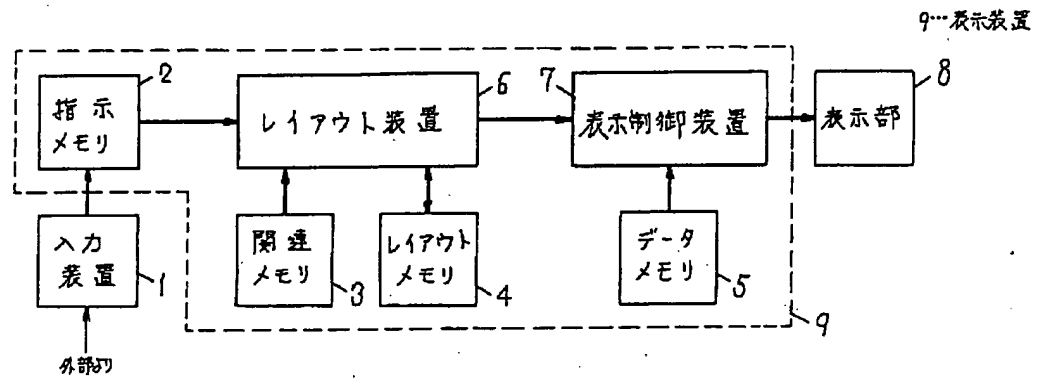 9…表示装置
2
指示
メモリ
6
レイアウト装置
7
表示制御装置
8
表示部
入力
装置
1
関連
メモリ
3
レイアウト
メモリ
4
データ
メモリ
5
9
外部より